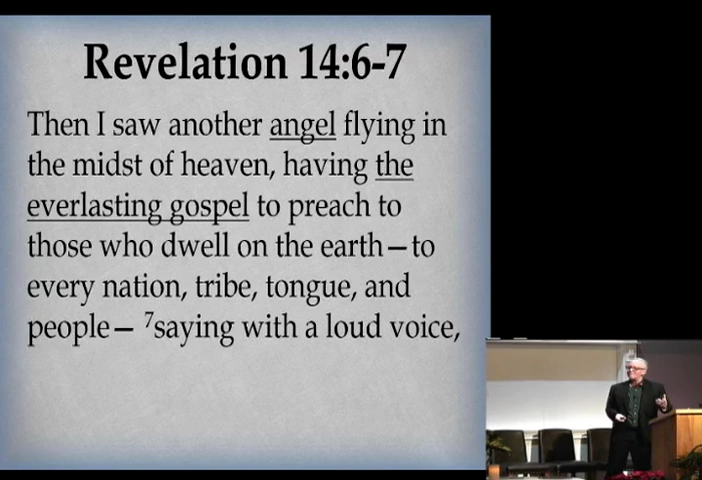 Revelation 14:6-7
Then I saw another angel flying in
the midst of heaven, having the
everlasting gospel to preach to
those who dwell on the earth—to
every nation, tribe, tongue, and
people— ⁷saying with a loud voice,